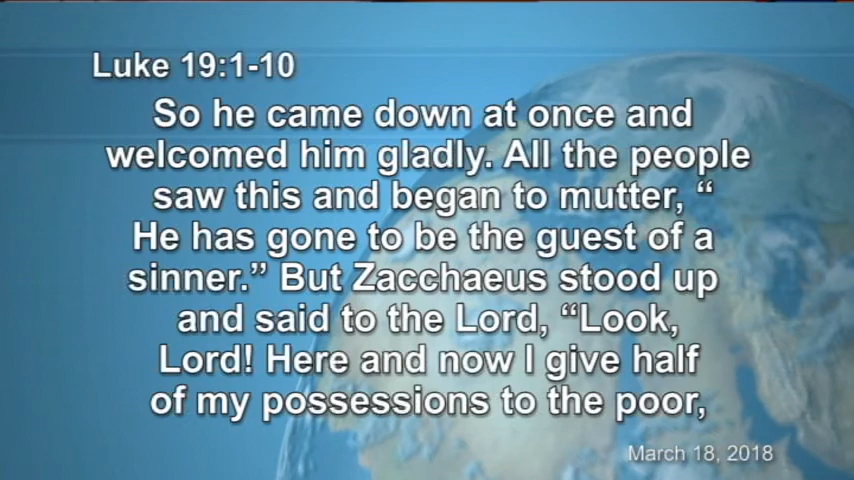 Luke 19:1-10
So he came down at once and
welcomed him gladly. All the people
saw this and began to mutter, “
He has gone to be the guest of a
sinner.” But Zacchaeus stood up
and said to the Lord, “Look,
Lord! Here and now I give half
of my possessions to the poor,
March 18, 2018